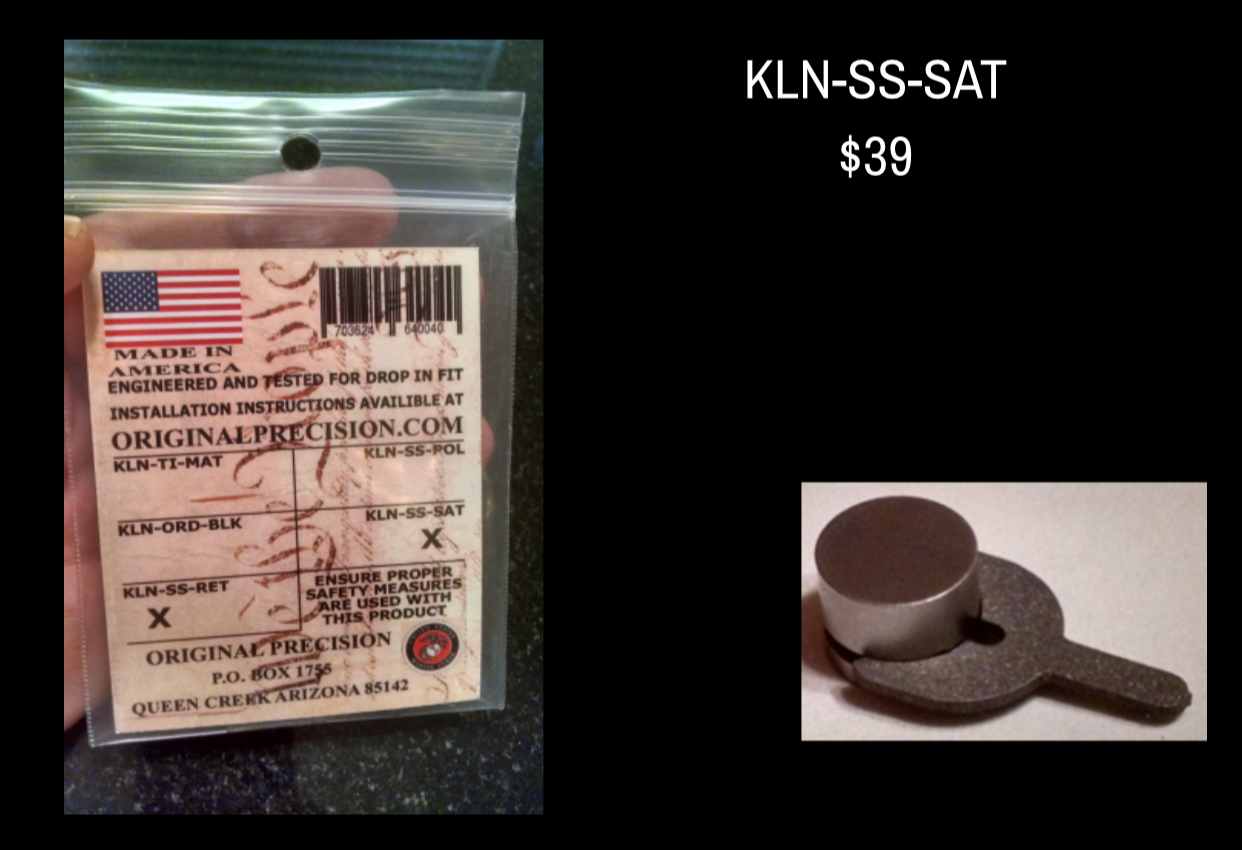 KLN-SS-SAT
$39
703624 640040
MADE IN
AMERICA
ENGINEERED AND TESTED FOR DROP IN FIT
INSTALLATION INSTRUCTIONS AVAILIBLE AT
ORIGINALPRECISION.COM
KLN-TI-MAT
KLN-SS-POL
KLN-ORD-BLK
KLN-SS-SAT
X
KLN-SS-RET
X
ENSURE PROPER
SAFETY MEASURES
ARE USED WITH
THIS PRODUCT
ORIGINAL PRECISION
P.O. BOX 1755
QUEEN CREEK ARIZONA 85142